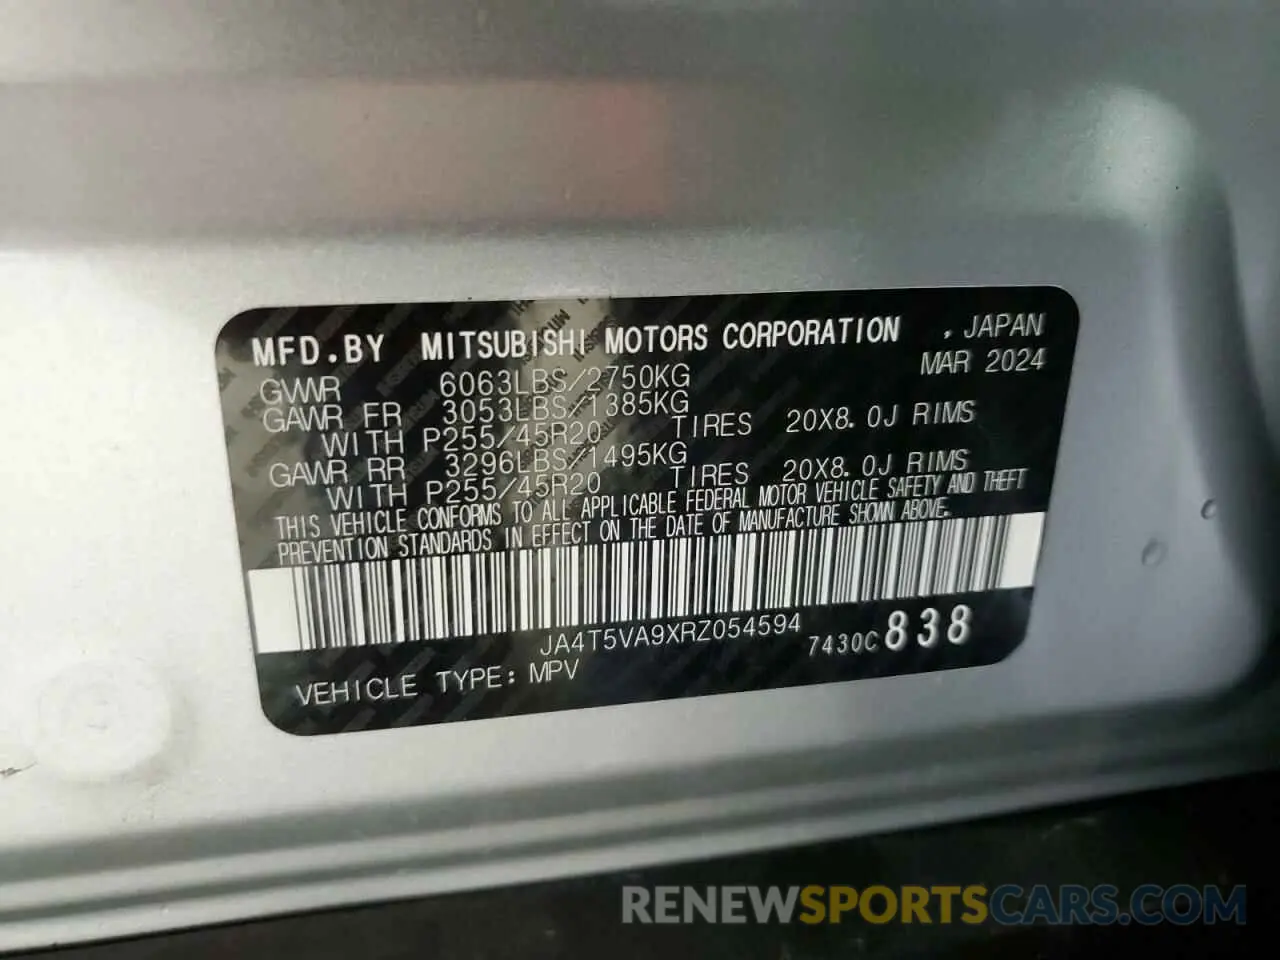 MFD.BY MITSUBISHI MOTORS CORPORATION , JAPAN
MAR 2024
GVWR 6063LBS/2750KG
GAWR FR 3053LBS/1385KG
WITH P255/45R20 TIRES 20X8.0J RIMS
GAWR RR 3296LBS/1495KG
WITH P255/45R20 TIRES 20X8.0J RIMS
THIS VEHICLE CONFORMS TO ALL APPLICABLE FEDERAL MOTOR VEHICLE SAFETY AND THEFT
PREVENTION STANDARDS IN EFFECT ON THE DATE OF MANUFACTURE SHOWN ABOVE.
JA4T5VA9XRZ054594 7430C 838
VEHICLE TYPE: MPV
RENEWSPORTSCARS.COM